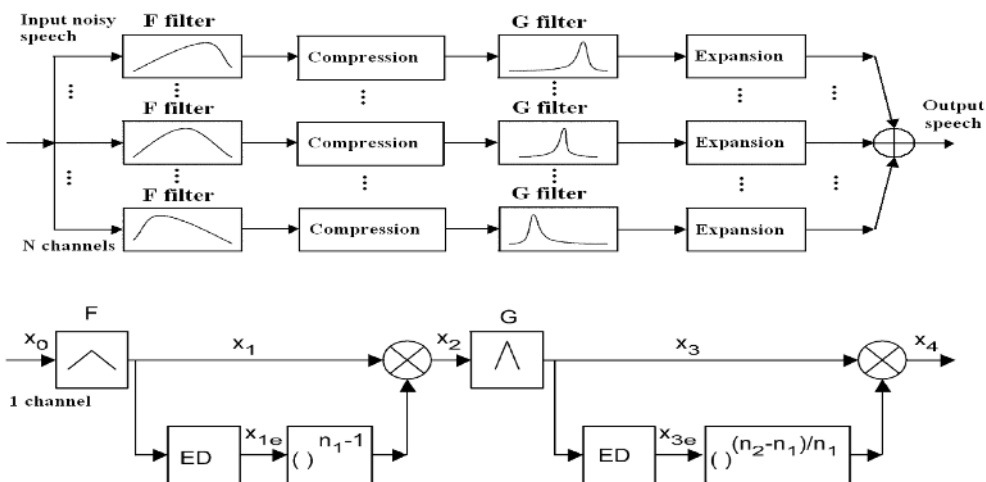 Input noisy
speech
F filter
Compression
G filter
Expansion
F filter
Compression
G filter
Expansion
Output
speech
F filter
Compression
G filter
Expansion
N channels
F
G
x0
x1
x2
x3
x4
1 channel
ED
x1e
( )^n1-1
ED
x3e
( )^(n2-n1)/n1